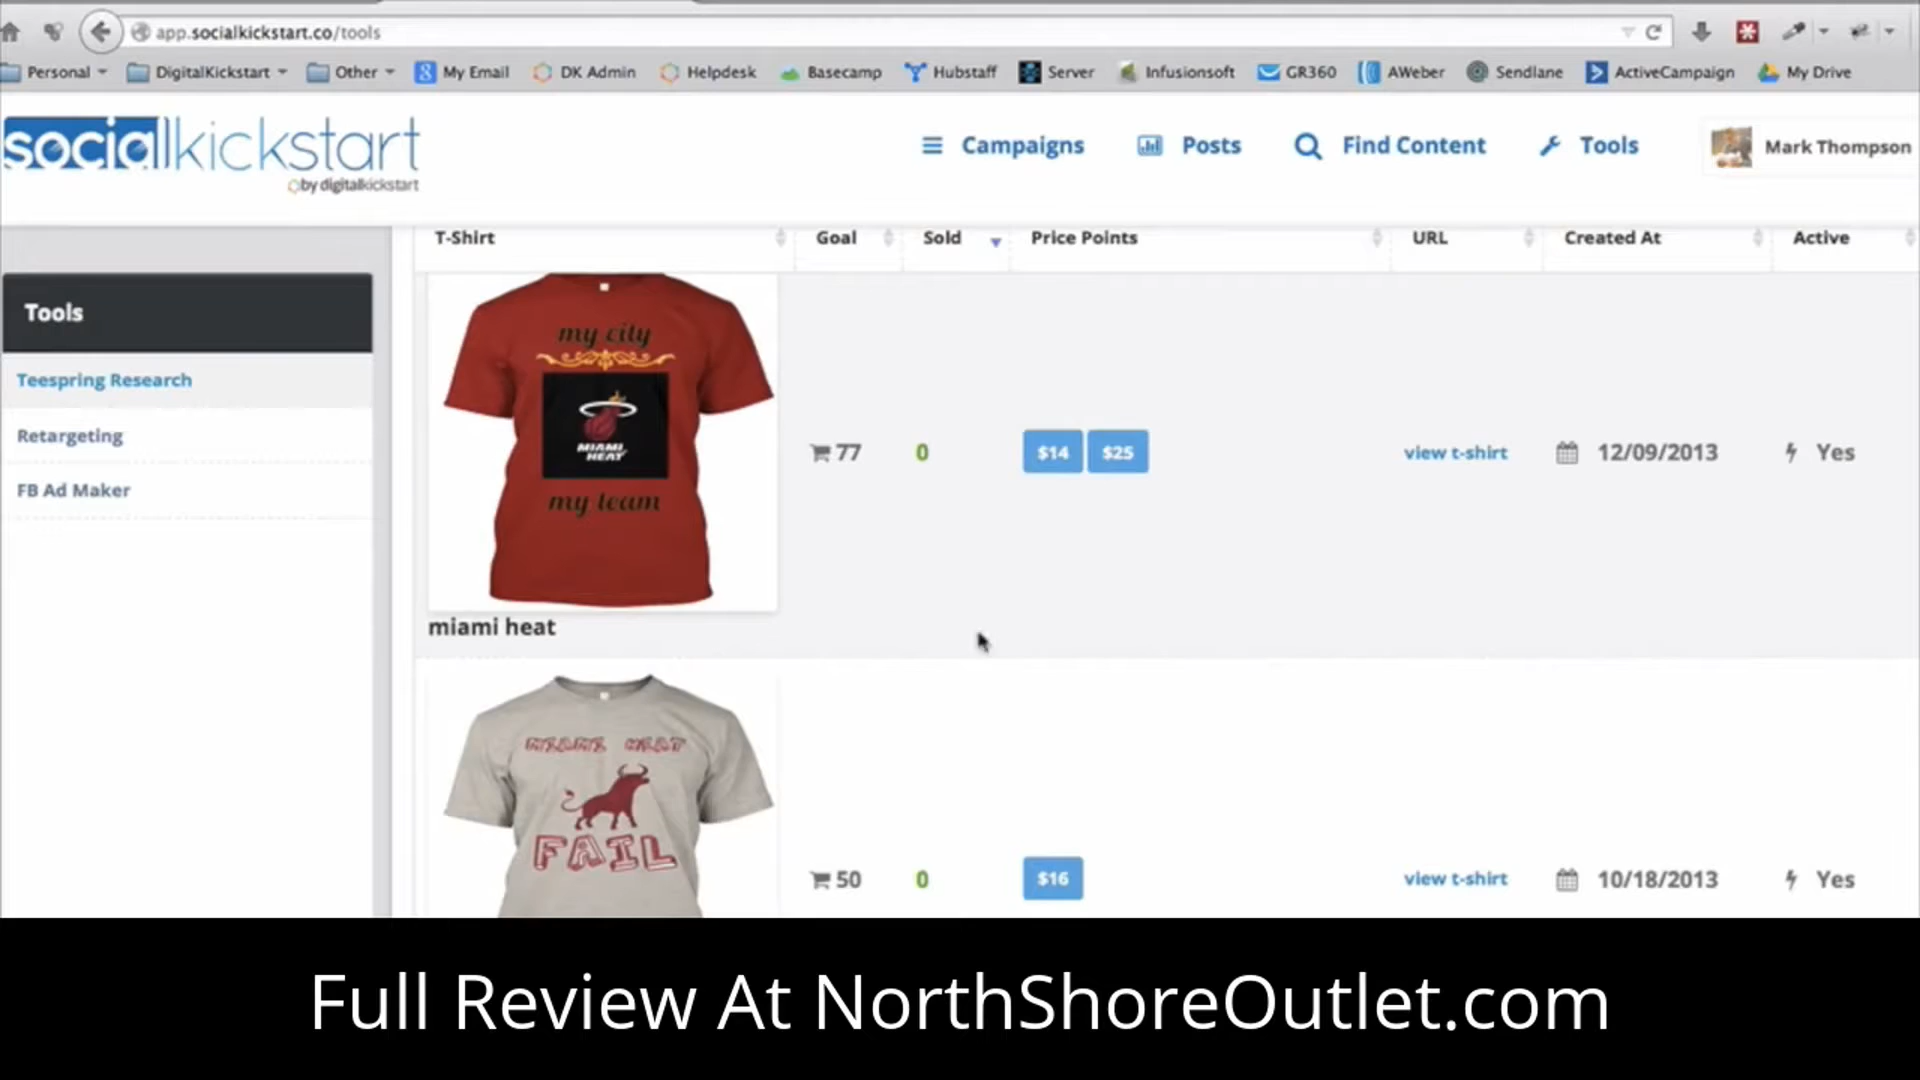 app.socialkickstart.co/tools
Personal DigitalKickstart Other My Email DK Admin Helpdesk Basecamp Hubstaff Server Infusionsoft GR360 AWeber Sendlane ActiveCampaign My Drive
socialkickstart
by digitalkickstart
Campaigns Posts Find Content Tools Mark Thompson
T-Shirt Goal Sold Price Points URL Created At Active
Tools
Teespring Research
Retargeting
FB Ad Maker
my city
MIAMI
HEAT
my team
77 0 $14 $25 view t-shirt 12/09/2013 Yes
miami heat
MIAMI HEAT
FAIL
50 0 $16 view t-shirt 10/18/2013 Yes
Full Review At NorthShoreOutlet.com